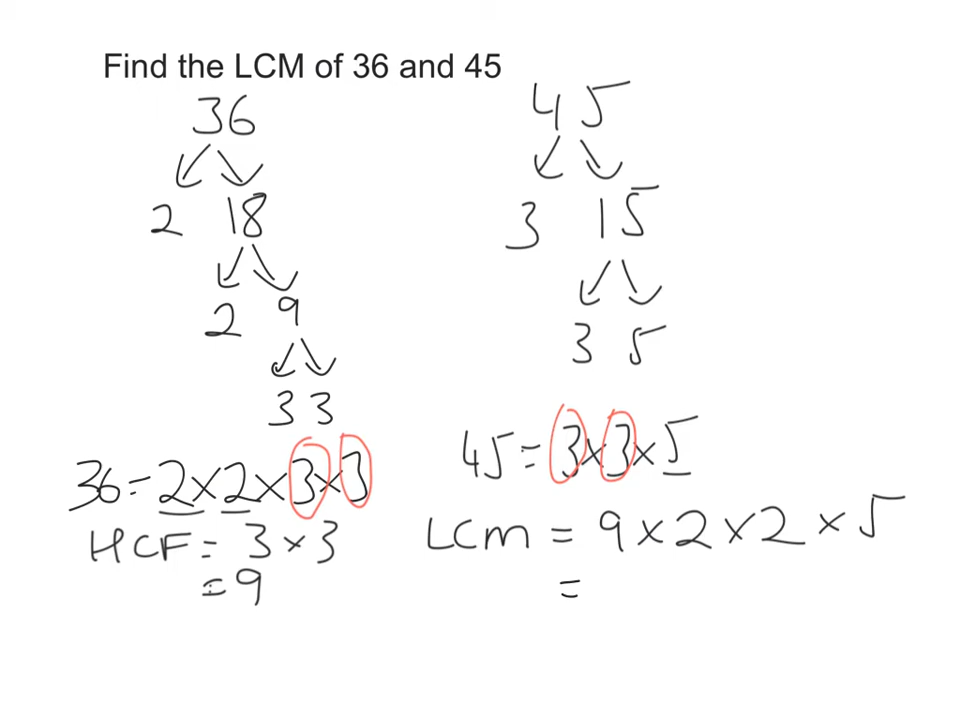 Find the LCM of 36 and 45
36
2 18
2 9
3 3
36 = 2 × 2 × 3 × 3
HCF = 3 × 3
= 9
45
3 15
3 5
45 = 3 × 3 × 5
LCM = 9 × 2 × 2 × 5
=